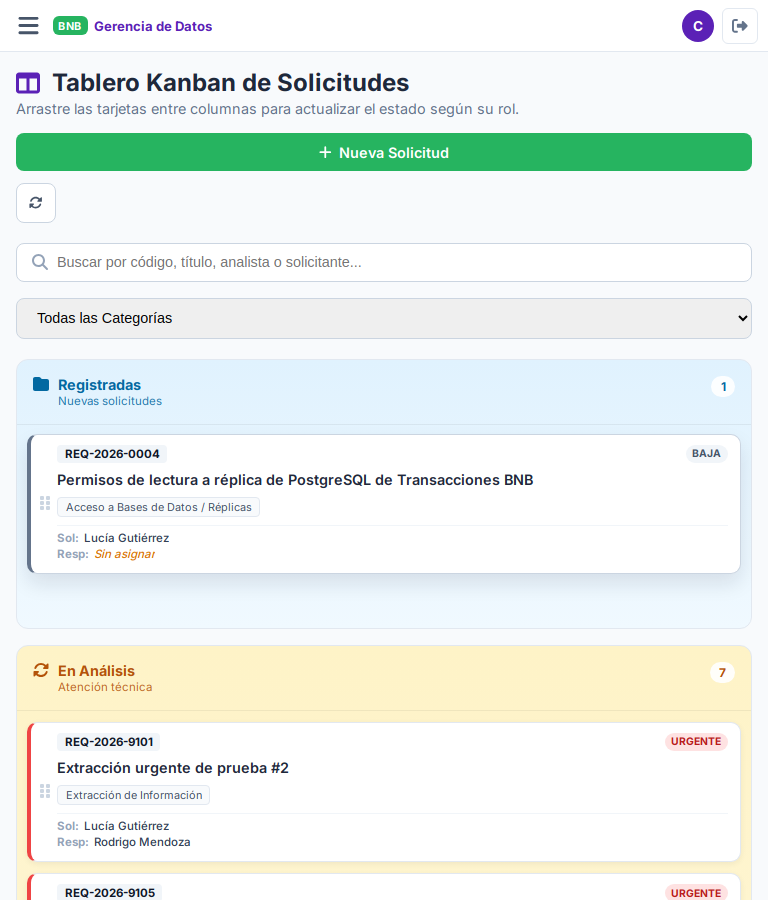 BNB Gerencia de Datos
C
Tablero Kanban de Solicitudes
Arrastre las tarjetas entre columnas para actualizar el estado según su rol.
+ Nueva Solicitud
Buscar por código, título, analista o solicitante...
Todas las Categorías
Registradas
1
Nuevas solicitudes
REQ-2026-0004
BAJA
Permisos de lectura a réplica de PostgreSQL de Transacciones BNB
Acceso a Bases de Datos / Réplicas
Sol: Lucía Gutiérrez
Resp: Sin asignar
En Análisis
7
Atención técnica
REQ-2026-9101
URGENTE
Extracción urgente de prueba #2
Extracción de Información
Sol: Lucía Gutiérrez
Resp: Rodrigo Mendoza
REQ-2026-9105
URGENTE